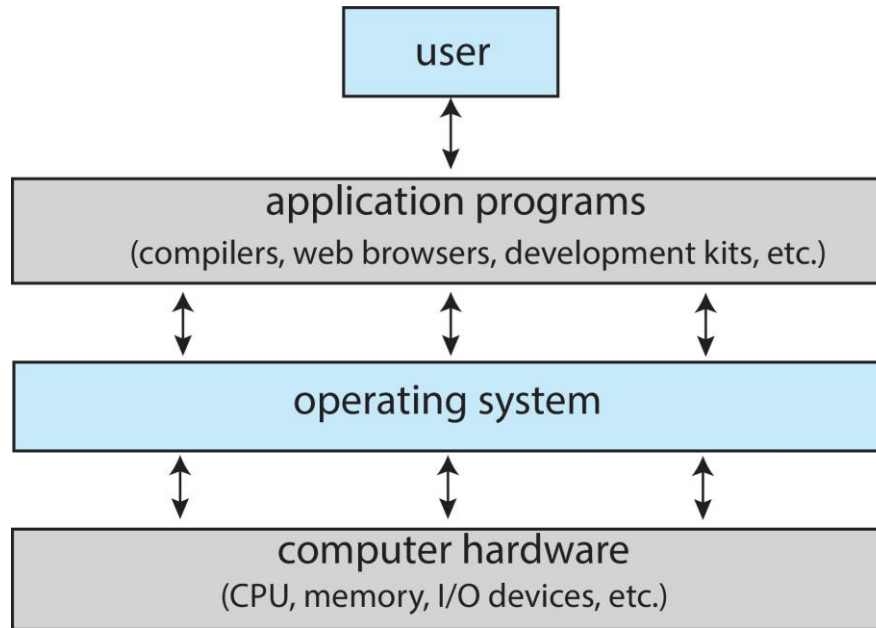 user
application programs
(compilers, web browsers, development kits, etc.)
operating system
computer hardware
(CPU, memory, I/O devices, etc.)